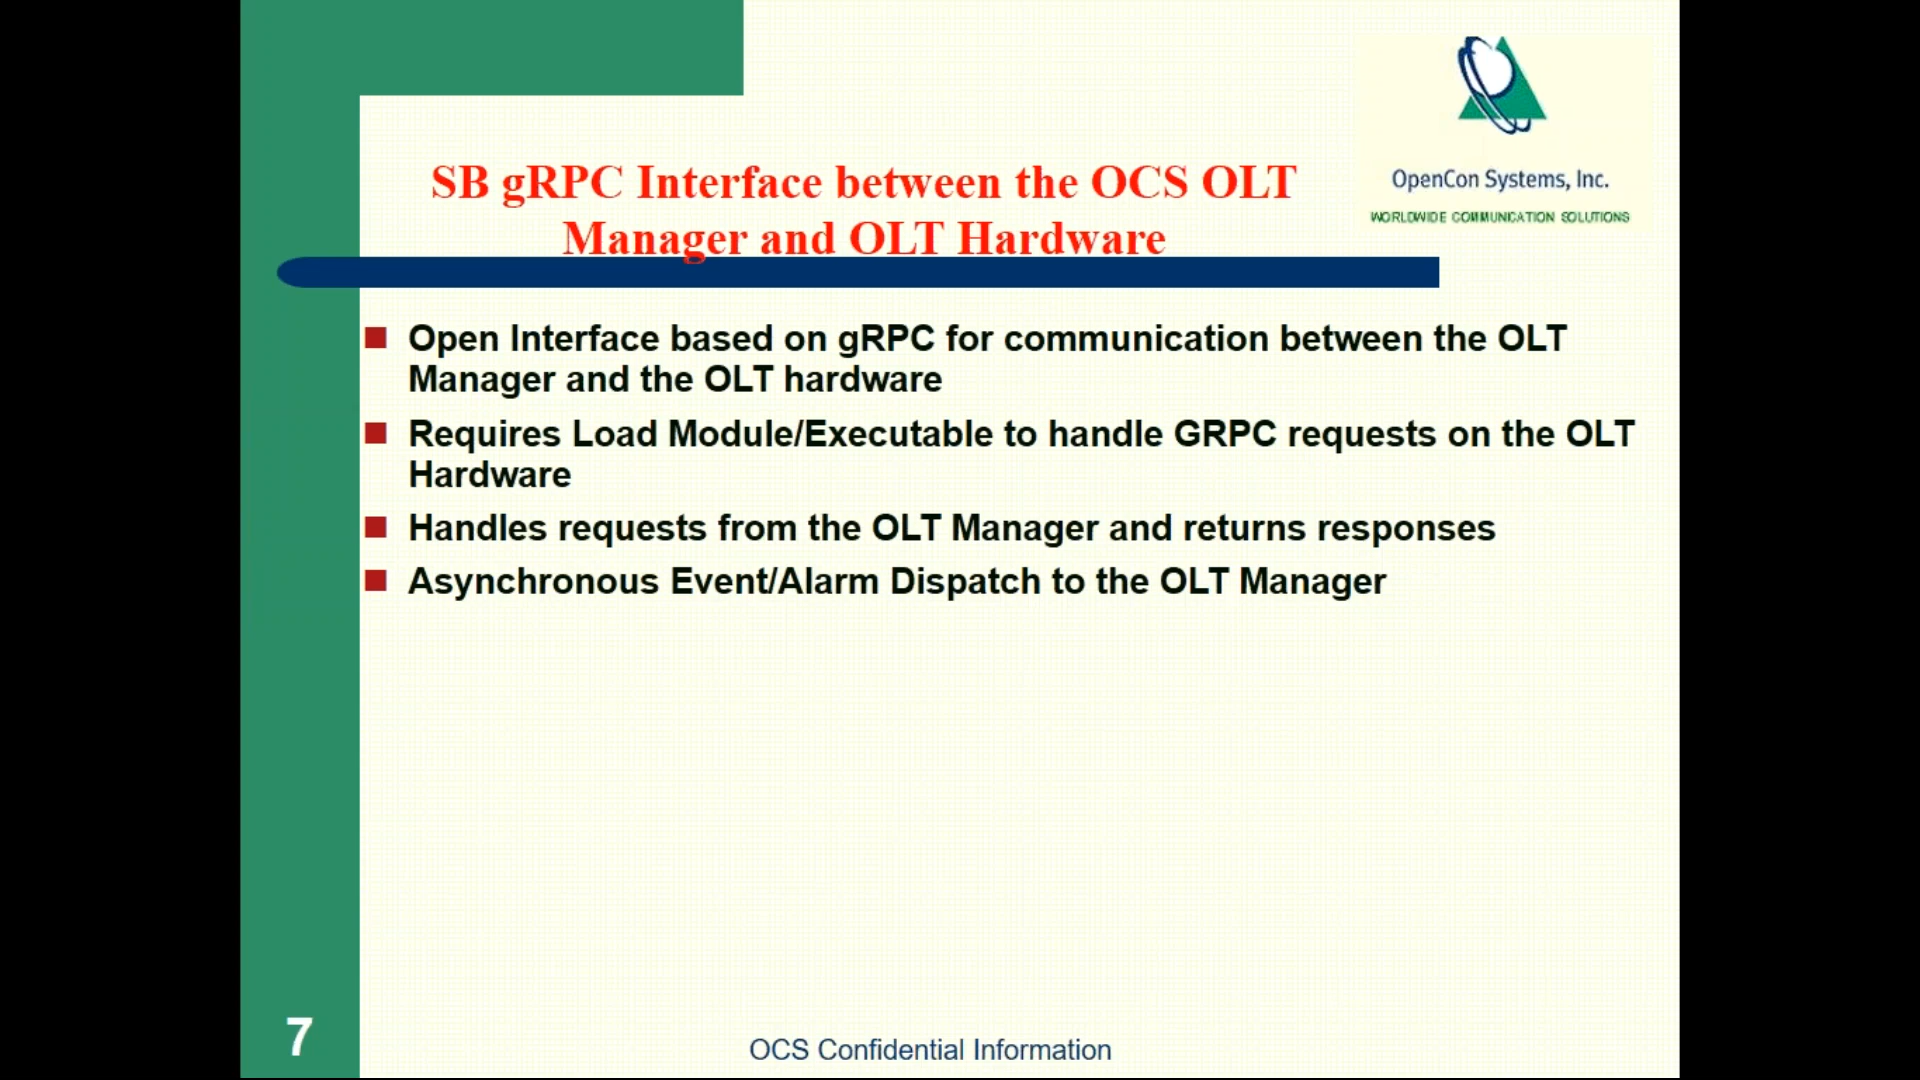 OpenCon Systems, Inc.
WORLDWIDE COMMUNICATION SOLUTIONS
SB gRPC Interface between the OCS OLT
Manager and OLT Hardware
Open Interface based on gRPC for communication between the OLT
Manager and the OLT hardware
Requires Load Module/Executable to handle GRPC requests on the OLT
Hardware
Handles requests from the OLT Manager and returns responses
Asynchronous Event/Alarm Dispatch to the OLT Manager
7
OCS Confidential Information